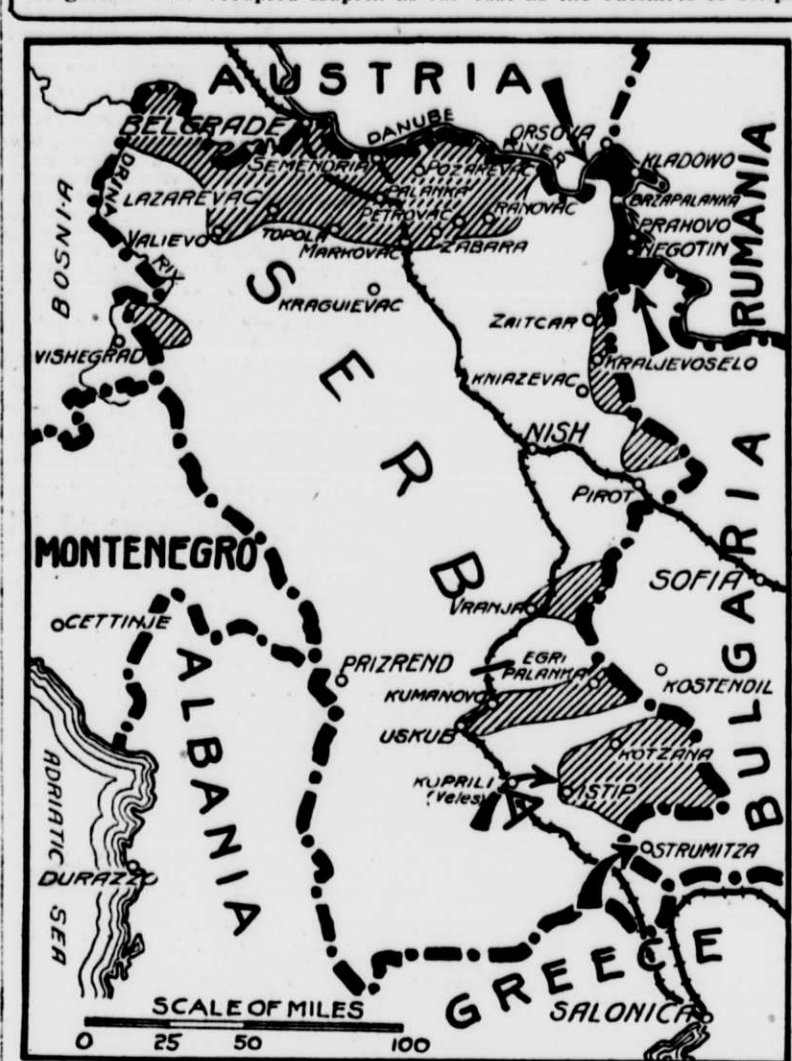 AUSTRIA
BELGRADE
DANUBE
RIVER
ORSOVA
KLADOWO
SEMENDRIA
POZAREVAC
BRZAPALANKA
DRINA
RIV
LAZAREVAC
PALANKA
PETROVAC
RANOVAC
PRAHOVO
NEGOTIN
RUMANIA
VALIEVO
TOPOLA
MARKOVAC
ZABARA
BOSNIA
SERBIA
KRAGUIEVAC
ZAITCAR
VISHEGRAD
KRALJEVOSELO
KNIAZEVAC
NISH
PIROT
MONTENEGRO
SOFIA
BULGARIA
VRANJA
CETTINJE
ALBANIA
PRIZREND
EGRI
PALANKA
KOSTENDIL
KUMANOVO
USKUB
KOTZANA
KUPRILI
(Veles)
ISTIP
ADRIATIC
SER
STRUMITZA
DURAZZO
GREECE
SALONICA
SCALE OF MILES
0 25 50 100